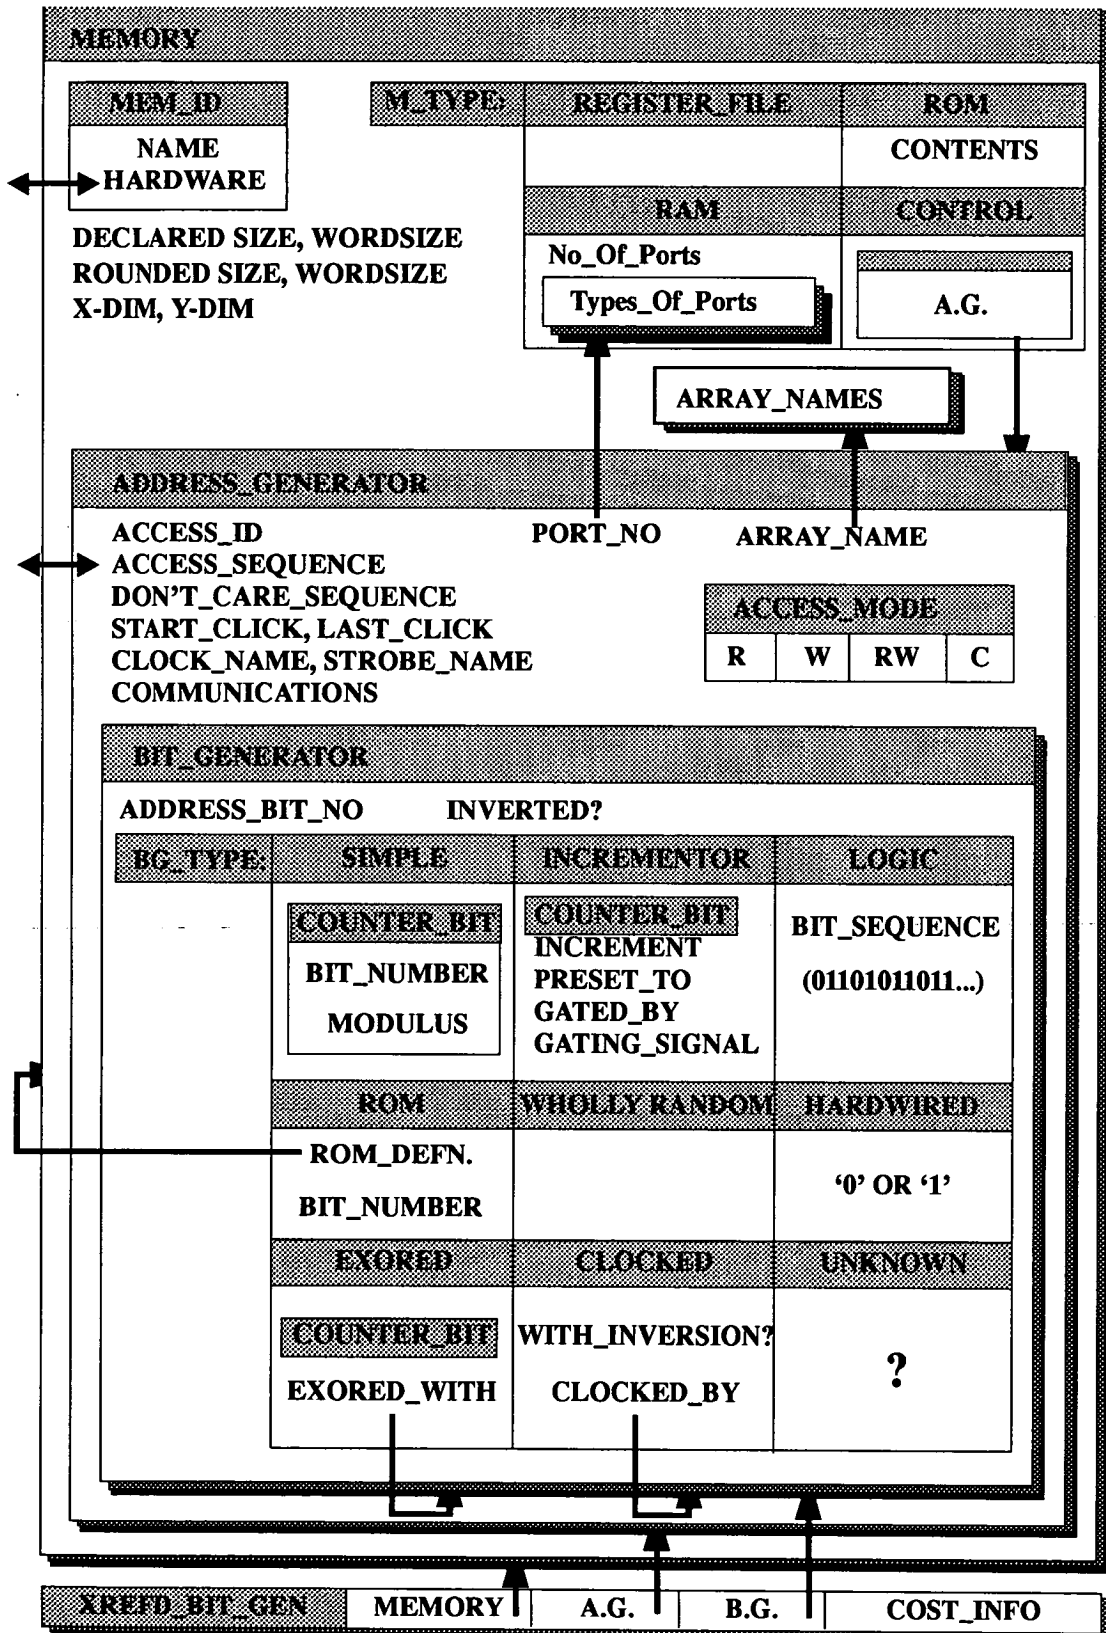 MEMORY
MEM_ID
M_TYPE:
REGISTER_FILE
ROM
NAME
HARDWARE
CONTENTS
RAM
CONTROL
DECLARED SIZE, WORDSIZE
ROUNDED SIZE, WORDSIZE
X-DIM, Y-DIM
No_Of_Ports
Types_Of_Ports
A.G.
ARRAY_NAMES
ADDRESS_GENERATOR
ACCESS_ID
PORT_NO
ARRAY_NAME
ACCESS_SEQUENCE
DON'T_CARE_SEQUENCE
START_CLICK, LAST_CLICK
CLOCK_NAME, STROBE_NAME
COMMUNICATIONS
ACCESS_MODE
R W RW C
BIT_GENERATOR
ADDRESS_BIT_NO INVERTED?
BG_TYPE: SIMPLE INCREMENTOR LOGIC
COUNTER_BIT
BIT_NUMBER
MODULUS
COUNTER_BIT
INCREMENT
PRESET_TO
GATED_BY
GATING_SIGNAL
BIT_SEQUENCE
(01101011011...)
ROM WHOLLY RANDOM HARDWIRED
ROM_DEFN.
BIT_NUMBER
‘0’ OR ‘1’
EXORED CLOCKED UNKNOWN
COUNTER_BIT
EXORED_WITH
WITH_INVERSION?
CLOCKED_BY
?
XREFD_BIT_GEN MEMORY A.G. B.G. COST_INFO